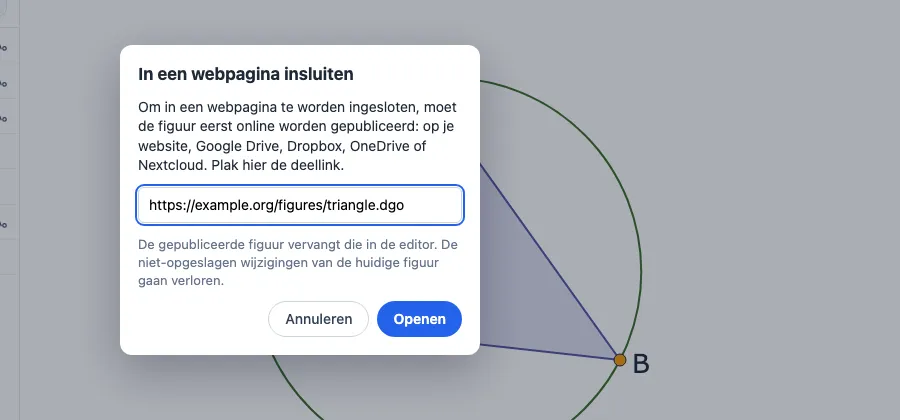 In een webpagina insluiten
Om in een webpagina te worden ingesloten, moet
de figuur eerst online worden gepubliceerd: op je
website, Google Drive, Dropbox, OneDrive of
Nextcloud. Plak hier de deellink.
https://example.org/figures/triangle.dgo
De gepubliceerde figuur vervangt die in de editor. De
niet-opgeslagen wijzigingen van de huidige figuur
gaan verloren.
Annuleren
Openen
B